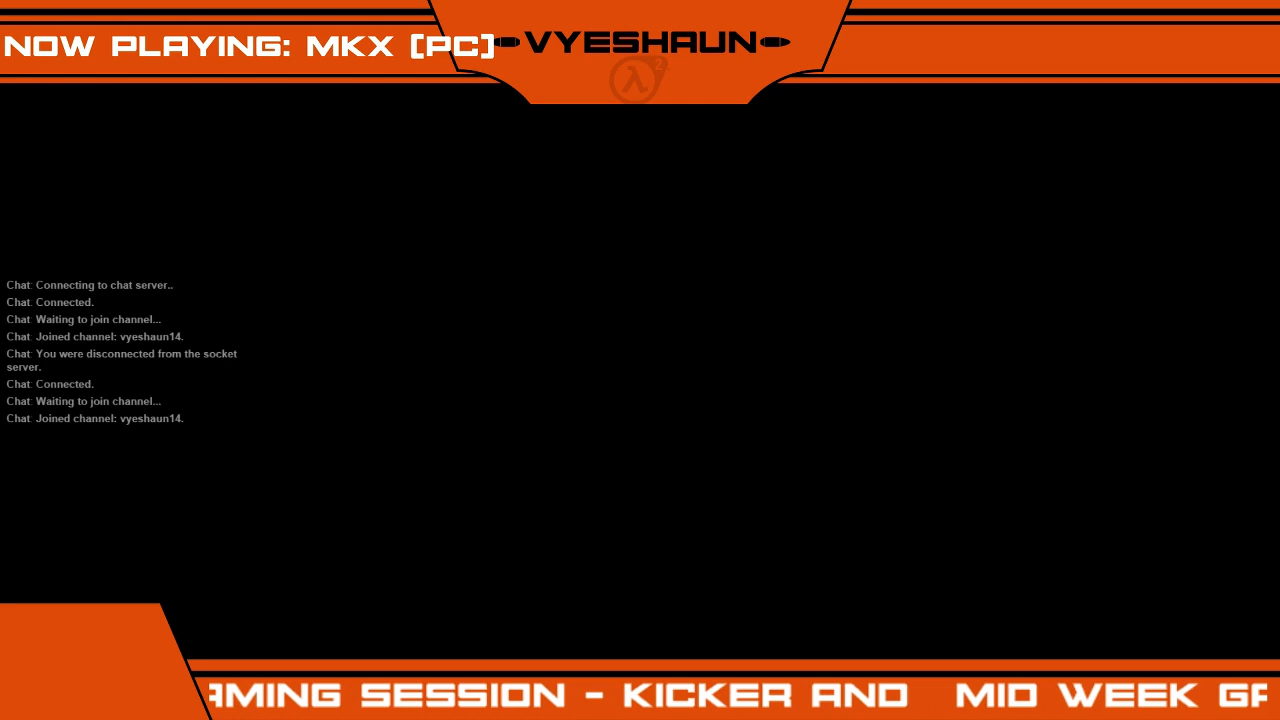 NOW PLAYING: MKX [PC]
VYESHAUN
λ2
Chat: Connecting to chat server..
Chat: Connected.
Chat: Waiting to join channel...
Chat: Joined channel: vyeshaun14.
Chat: You were disconnected from the socket
server.
Chat: Connected.
Chat: Waiting to join channel...
Chat: Joined channel: vyeshaun14.
AMING SESSION - KICKER AND MID WEEK